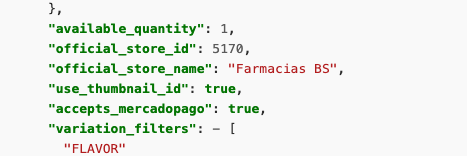 },
"available_quantity": 1,
"official_store_id": 5170,
"official_store_name": "Farmacias BS",
"use_thumbnail_id": true,
"accepts_mercadopago": true,
"variation_filters": – [
"FLAVOR"